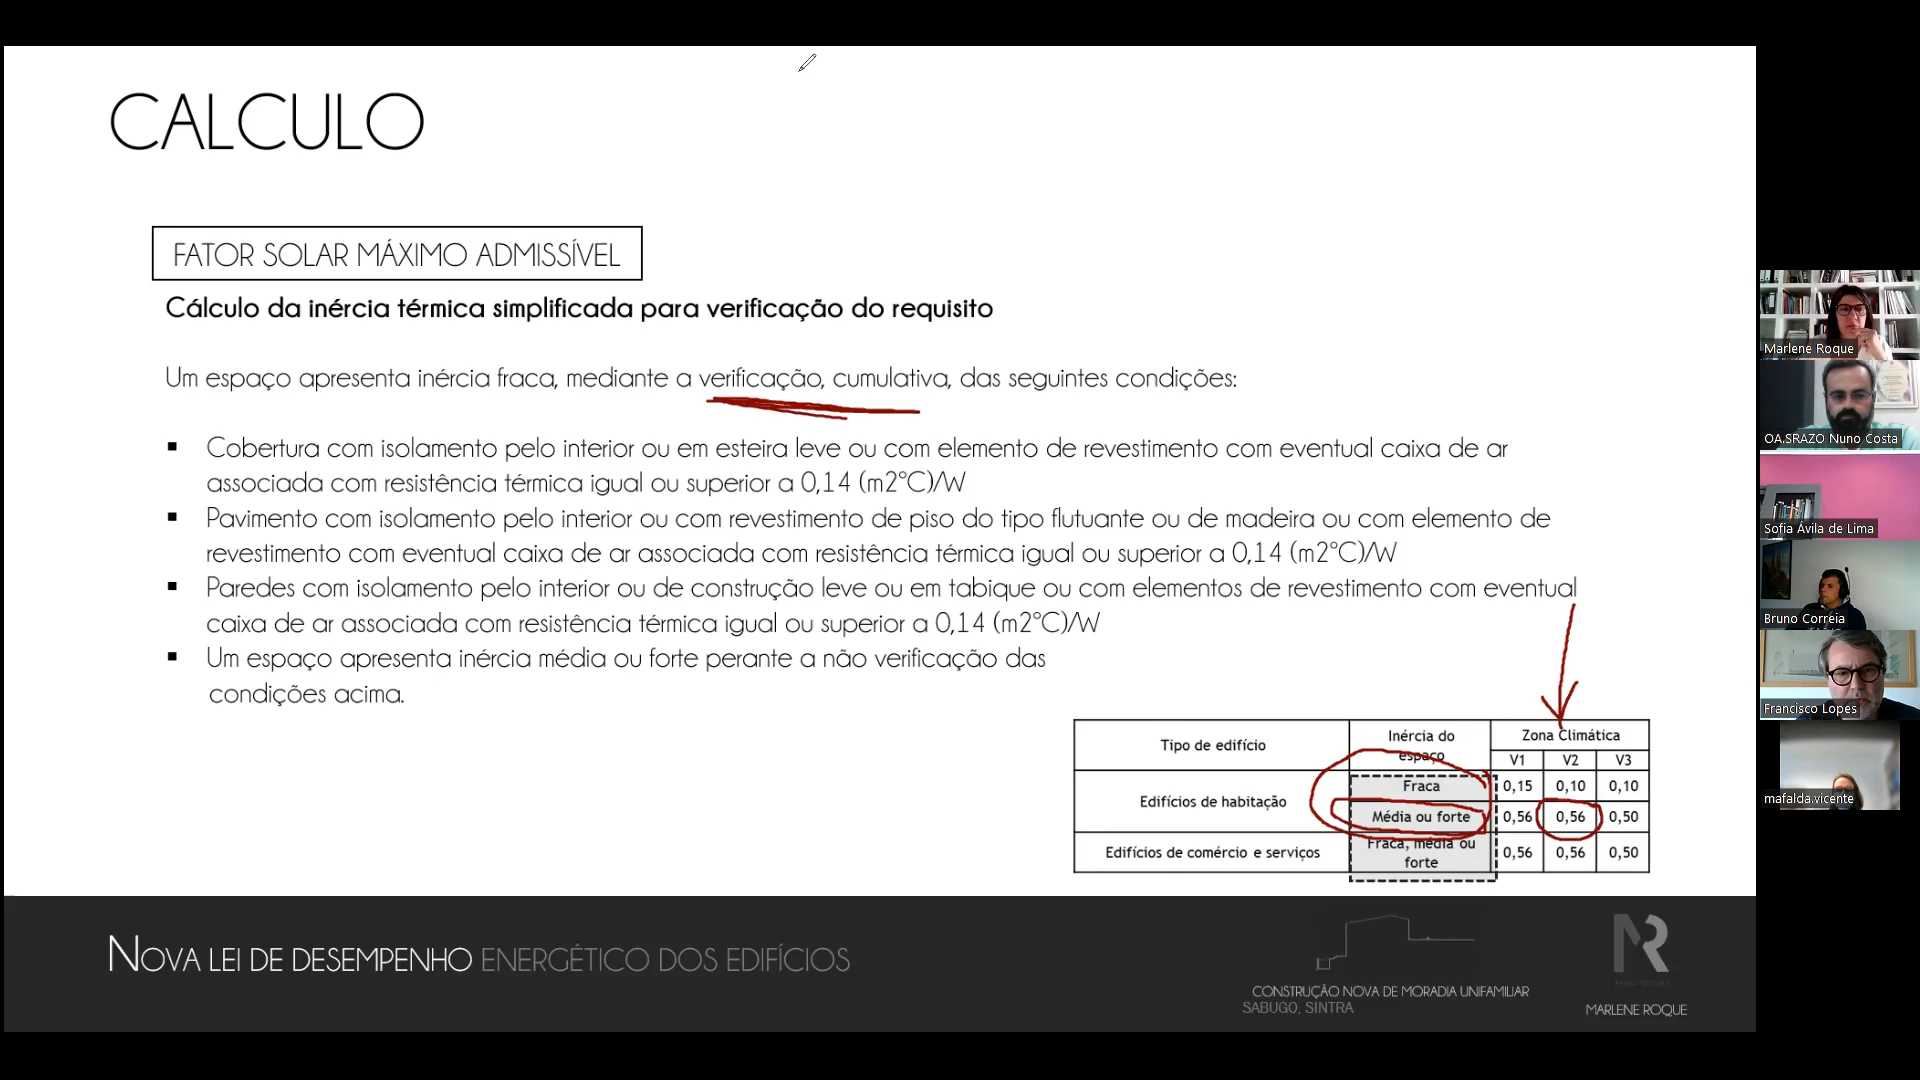 CALCULO
FATOR SOLAR MÁXIMO ADMISSÍVEL
Cálculo da inércia térmica simplificada para verificação do requisito
Um espaço apresenta inércia fraca, mediante a verificação, cumulativa, das seguintes condições:
▪ Cobertura com isolamento pelo interior ou em esteira leve ou com elemento de revestimento com eventual caixa de ar
associada com resistência térmica igual ou superior a 0,14 (m2ºC)/W
▪ Pavimento com isolamento pelo interior ou com revestimento de piso do tipo flutuante ou de madeira ou com elemento de
revestimento com eventual caixa de ar associada com resistência térmica igual ou superior a 0,14 (m2ºC)/W
▪ Paredes com isolamento pelo interior ou de construção leve ou em tabique ou com elementos de revestimento com eventual
caixa de ar associada com resistência térmica igual ou superior a 0,14 (m2ºC)/W
▪ Um espaço apresenta inércia média ou forte perante a não verificação das
condições acima.
Tipo de edifício
Inércia do
espaço
Zona Climática
V1 V2 V3
Edifícios de habitação
Fraca 0,15 0,10 0,10
Média ou forte 0,56 0,56 0,50
Edifícios de comércio e serviços
Fraca, média ou
forte
0,56 0,56 0,50
NOVA LEI DE DESEMPENHO ENERGÉTICO DOS EDIFÍCIOS
CONSTRUÇÃO NOVA DE MORADIA UNIFAMILIAR
SABUGO, SINTRA
MR
MARLENE ROQUE
Marlene Roque
OA.SRAZO Nuno Costa
Sofia Ávila de Lima
Bruno Correia
Francisco Lopes
mafalda.vicente